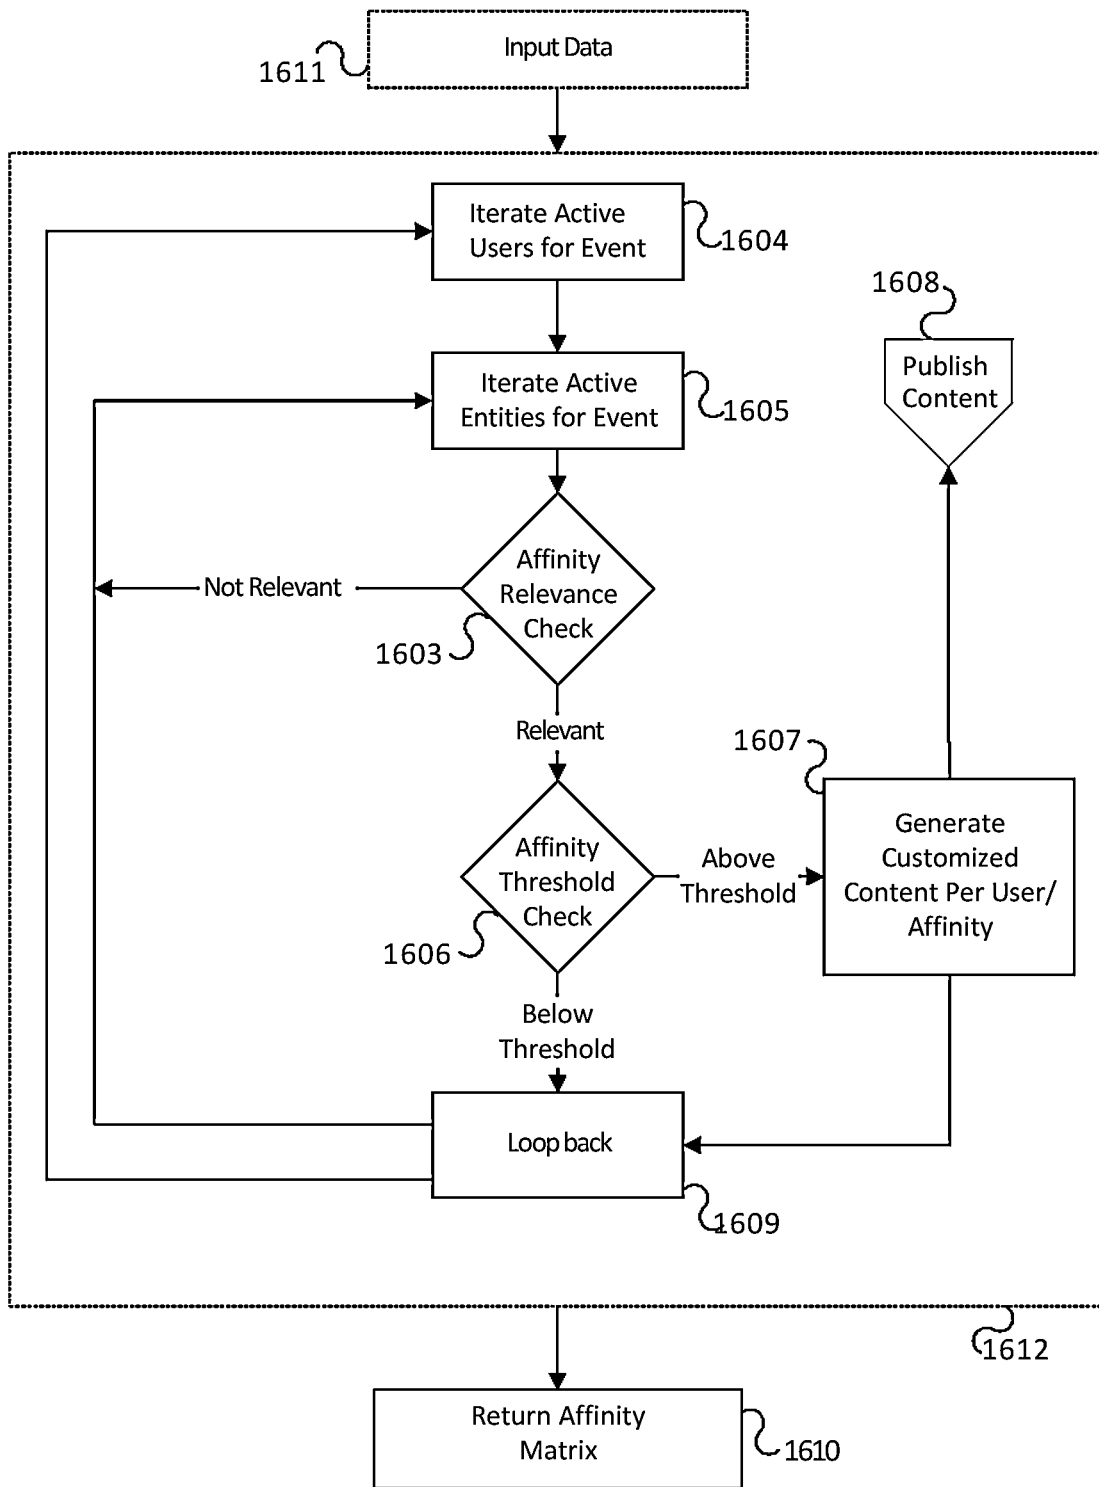 Input Data
1611
Iterate Active
Users for Event
1604
1608
Publish
Content
Iterate Active
Entities for Event
1605
Affinity
Relevance
Check
Not Relevant
1603
Relevant
1607
Generate
Customized
Content Per User/
Affinity
Affinity
Threshold
Check
Above
Threshold
1606
Below
Threshold
Loop back
1609
1612
Return Affinity
Matrix
1610